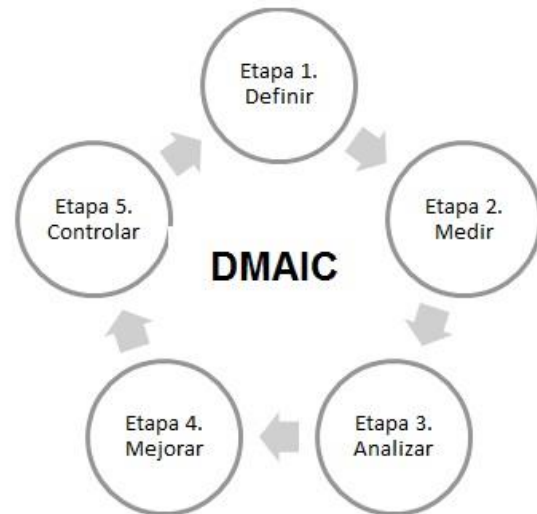 Etapa 1.
Definir
Etapa 2.
Medir
Etapa 3.
Analizar
Etapa 4.
Mejorar
Etapa 5.
Controlar
DMAIC